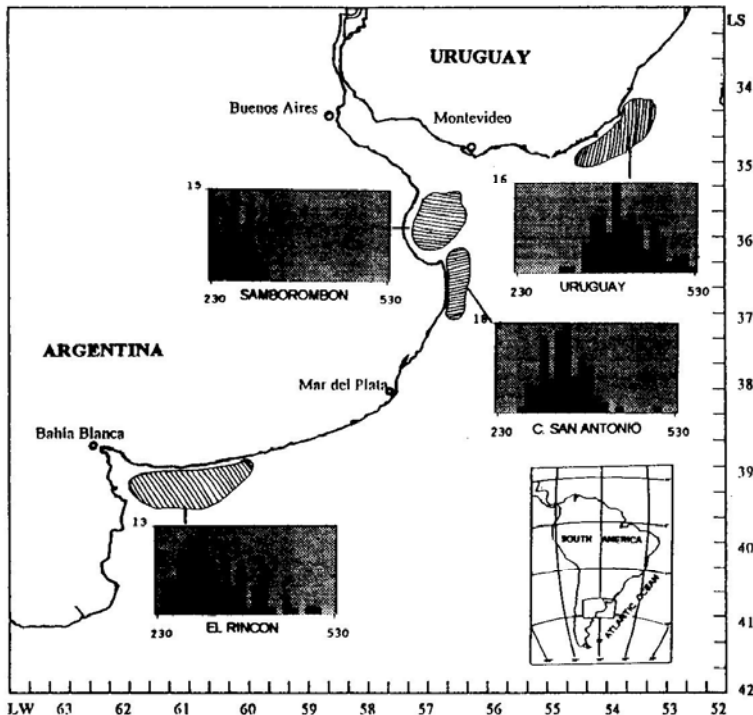 LS
URUGUAY
34
Buenos Aires
Montevideo
35
16
15
36
SAMBOROMBON
230
530
230
530
URUGUAY
37
18
ARGENTINA
38
Mar del Plata
230
530
C. SAN ANTONIO
Bahía Blanca
39
13
SOUTH AMERICA
40
ATLANTIC OCEAN
EL RINCON
230
530
41
42
LW 63 62 61 60 59 58 57 56 55 54 53 52